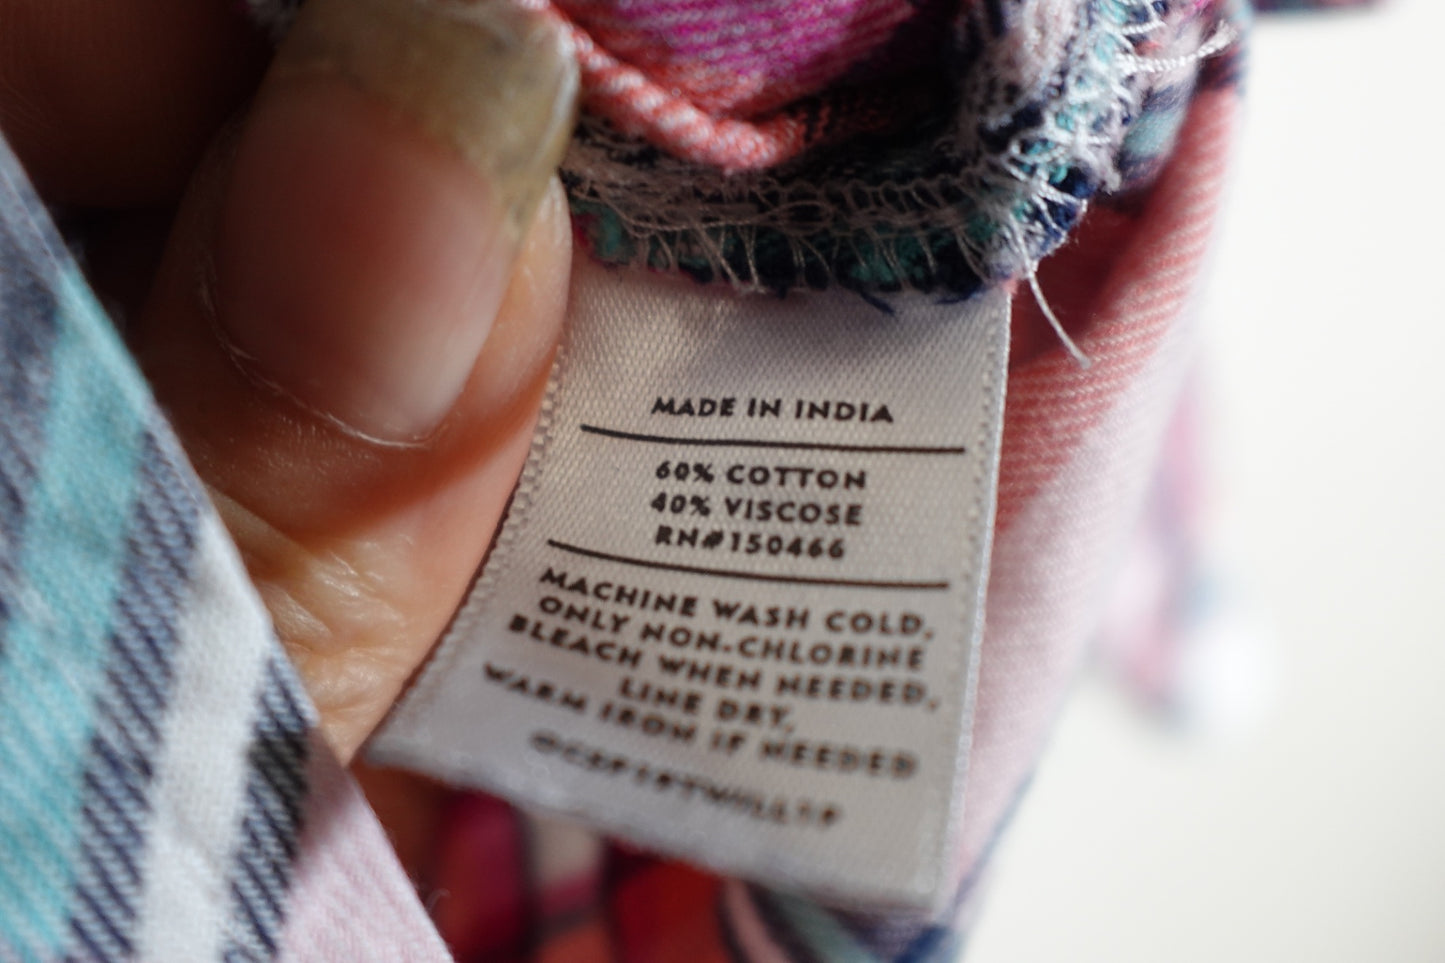 MADE IN INDIA
60% COTTON
40% VISCOSE
RN#150466
MACHINE WASH COLD,
ONLY NON-CHLORINE
BLEACH WHEN NEEDED,
LINE DRY,
WARM IRON IF NEEDED